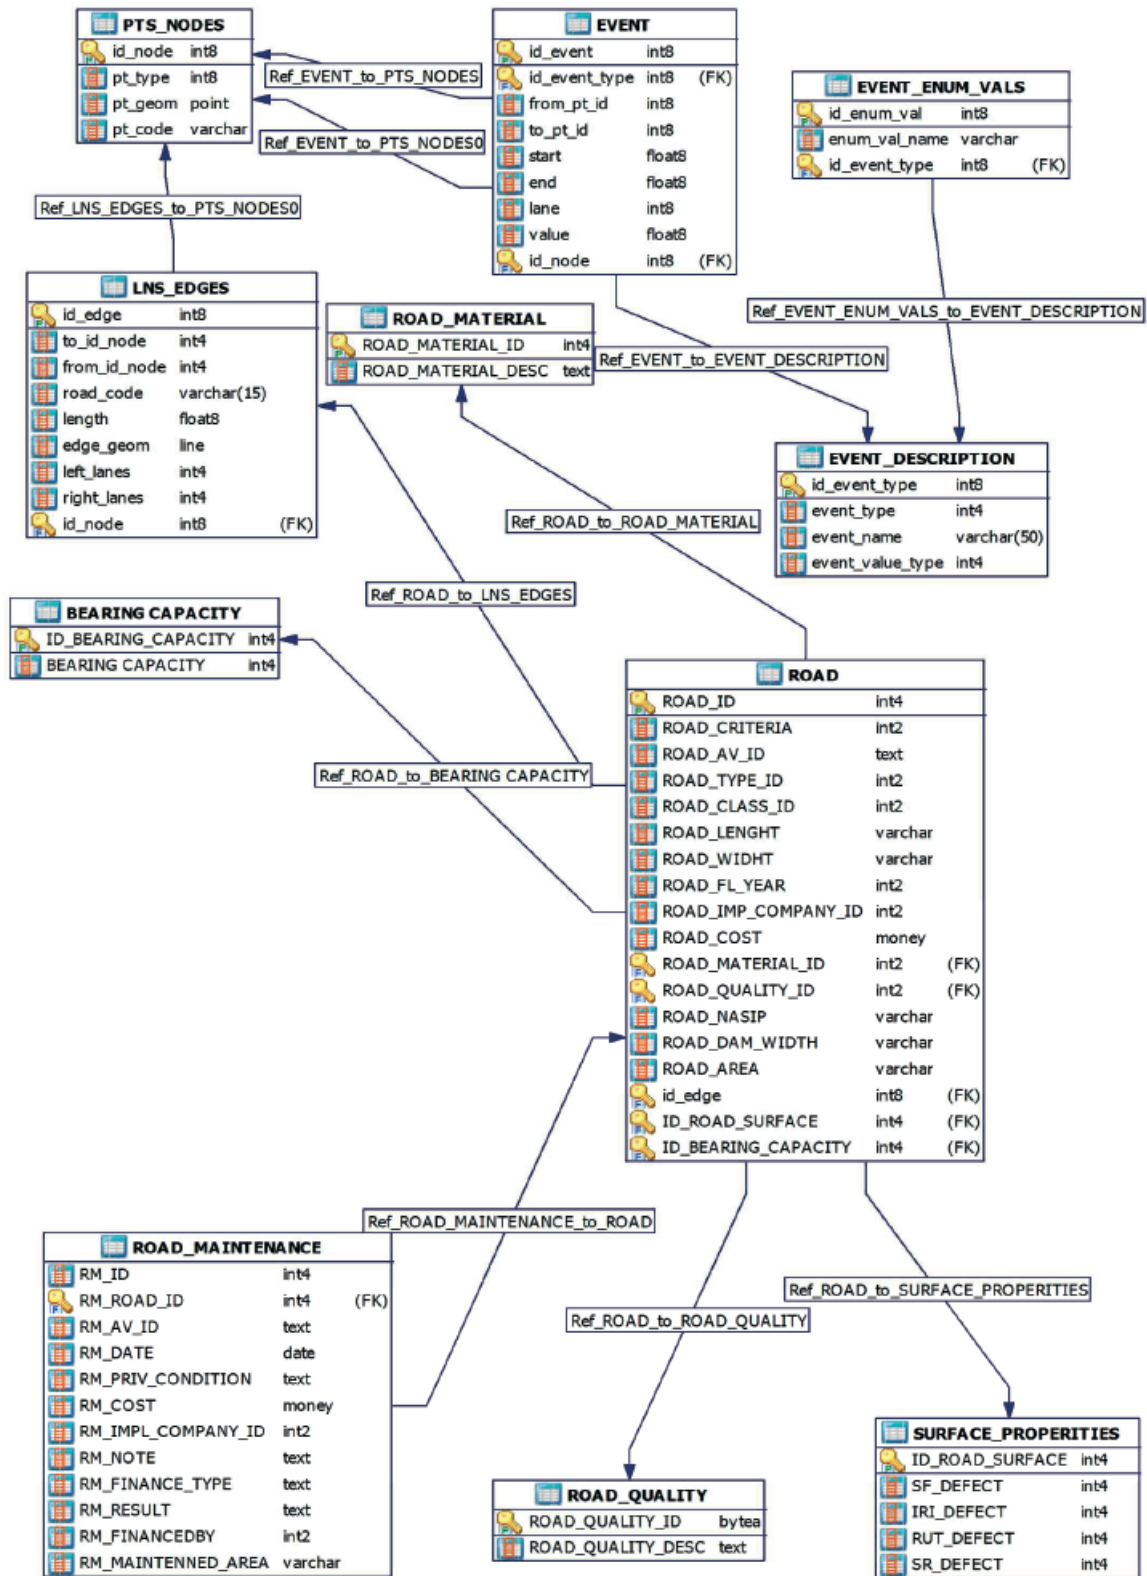 PTS_NODES
id_node int8
pt_type int8
pt_geom point
pt_code varchar
EVENT
id_event int8
id_event_type int8 (FK)
from_pt_id int8
to_pt_id int8
start float8
end float8
lane int8
value float8
id_node int8 (FK)
EVENT_ENUM_VALS
id_enum_val int8
enum_val_name varchar
id_event_type int8 (FK)
Ref_EVENT_to_PTS_NODES
Ref_EVENT_to_PTS_NODES0
Ref_LNS_EDGES_to_PTS_NODES0
LNS_EDGES
id_edge int8
to_id_node int4
from_id_node int4
road_code varchar(15)
length float8
edge_geom line
left_lanes int4
right_lanes int4
id_node int8 (FK)
ROAD_MATERIAL
ROAD_MATERIAL_ID int4
ROAD_MATERIAL_DESC text
Ref_EVENT_ENUM_VALS_to_EVENT_DESCRIPTION
Ref_EVENT_to_EVENT_DESCRIPTION
EVENT_DESCRIPTION
id_event_type int8
event_type int4
event_name varchar(50)
event_value_type int4
Ref_ROAD_to_ROAD_MATERIAL
Ref_ROAD_to_LNS_EDGES
BEARING CAPACITY
ID_BEARING_CAPACITY int4
BEARING CAPACITY int4
Ref_ROAD_to_BEARING CAPACITY
ROAD
ROAD_ID int4
ROAD_CRITERIA int2
ROAD_AV_ID text
ROAD_TYPE_ID int2
ROAD_CLASS_ID int2
ROAD_LENGHT varchar
ROAD_WIDHT varchar
ROAD_FL_YEAR int2
ROAD_IMP_COMPANY_ID int2
ROAD_COST money
ROAD_MATERIAL_ID int2 (FK)
ROAD_QUALITY_ID int2 (FK)
ROAD_NASIP varchar
ROAD_DAM_WIDTH varchar
ROAD_AREA varchar
id_edge int8 (FK)
ID_ROAD_SURFACE int4 (FK)
ID_BEARING_CAPACITY int4 (FK)
Ref_ROAD_MAINTENANCE_to_ROAD
ROAD_MAINTENANCE
RM_ID int4
RM_ROAD_ID int4 (FK)
RM_AV_ID text
RM_DATE date
RM_PRIV_CONDITION text
RM_COST money
RM_IMPL_COMPANY_ID int2
RM_NOTE text
RM_FINANCE_TYPE text
RM_RESULT text
RM_FINANCEDBY int2
RM_MAINTENNED_AREA varchar
Ref_ROAD_to_SURFACE_PROPERITIES
Ref_ROAD_to_ROAD_QUALITY
ROAD_QUALITY
ROAD_QUALITY_ID bytea
ROAD_QUALITY_DESC text
SURFACE_PROPERITIES
ID_ROAD_SURFACE int4
SF_DEFECT int4
IRI_DEFECT int4
RUT_DEFECT int4
SR_DEFECT int4